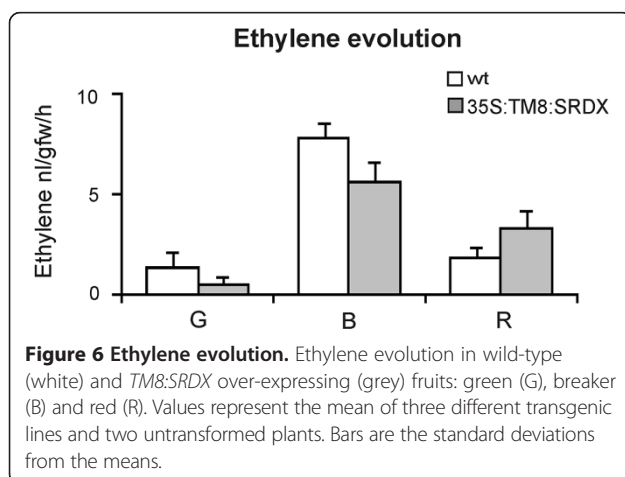 Ethylene evolution
wt
35S:TM8:SRDX
Ethylene nl/gfw/h
10
5
0
G B R
Figure 6 Ethylene evolution. Ethylene evolution in wild-type
(white) and TM8:SRDX over-expressing (grey) fruits: green (G), breaker
(B) and red (R). Values represent the mean of three different transgenic
lines and two untransformed plants. Bars are the standard deviations
from the means.